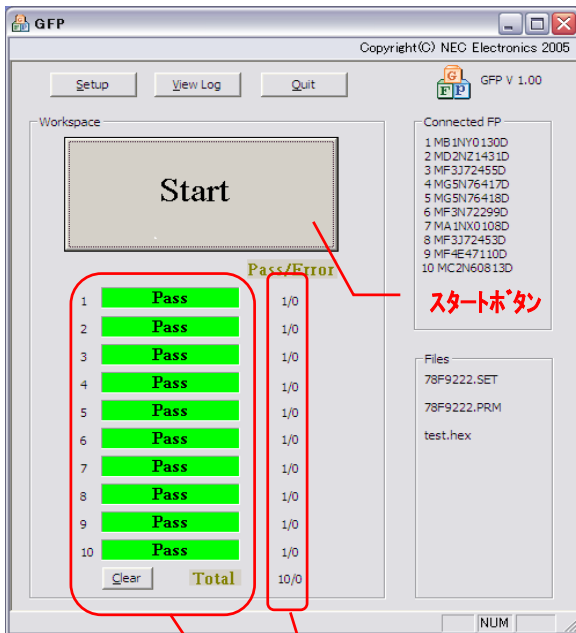 GFP
Copyright(C) NEC Electronics 2005
Setup
View Log
Quit
GFP
GFP V 1.00
Workspace
Start
Pass/Error
1 Pass 1/0
2 Pass 1/0
3 Pass 1/0
4 Pass 1/0
5 Pass 1/0
6 Pass 1/0
7 Pass 1/0
8 Pass 1/0
9 Pass 1/0
10 Pass 1/0
Clear
Total 10/0
Connected FP
1 MB1NY0130D
2 MD2NZ1431D
3 MF3J72455D
4 MG5N76417D
5 MG5N76418D
6 MF3N72299D
7 MA1NX0108D
8 MF3J72453D
9 MF4E47110D
10 MC2N60813D
スタートボタン
Files
78F9222.SET
78F9222.PRM
test.hex
NUM